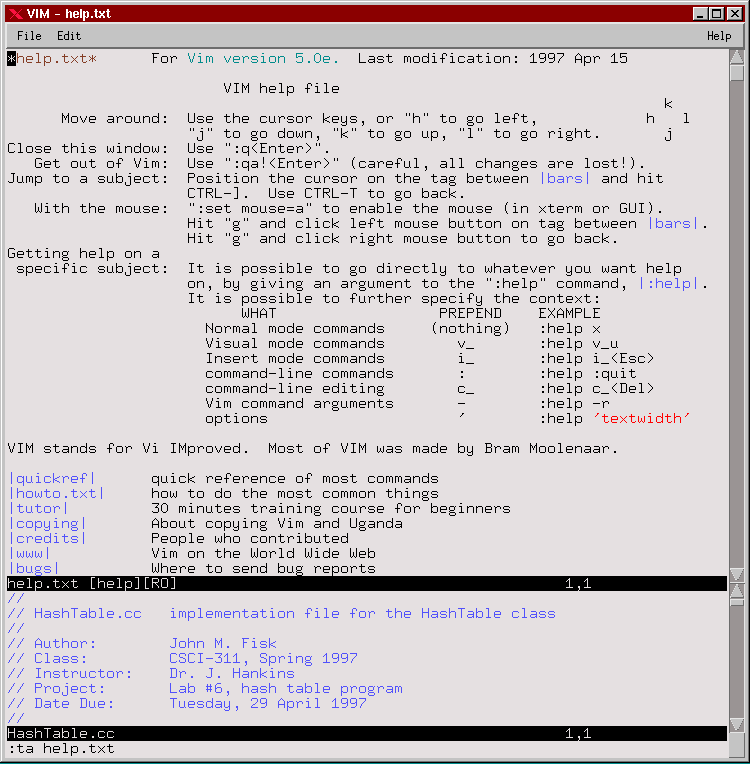 VIM - help.txt
File Edit Help
*help.txt*      For Vim version 5.0e.  Last modification: 1997 Apr 15
VIM help file
k
Move around:  Use the cursor keys, or "h" to go left,            h   l
"j" to go down, "k" to go up, "l" to go right.       j
Close this window:  Use ":q<Enter>".
Get out of Vim:  Use ":qa!<Enter>" (careful, all changes are lost!).
Jump to a subject:  Position the cursor on the tag between |bars| and hit
CTRL-].  Use CTRL-T to go back.
With the mouse:  ":set mouse=a" to enable the mouse (in xterm or GUI).
Hit "g" and click left mouse button on tag between |bars|.
Hit "g" and click right mouse button to go back.
Getting help on a
specific subject:  It is possible to go directly to whatever you want help
on, by giving an argument to the ":help" command, |:help|.
It is possible to further specify the context:
WHAT                  PREPEND    EXAMPLE
Normal mode commands     (nothing)   :help x
Visual mode commands        v_       :help v_u
Insert mode commands        i_       :help i_<Esc>
command-line commands       :        :help :quit
command-line editing        c_       :help c_<Del>
Vim command arguments       -        :help -r
options                     '        :help 'textwidth'
VIM stands for Vi IMproved.  Most of VIM was made by Bram Moolenaar.
|quickref|      quick reference of most commands
|howto.txt|     how to do the most common things
|tutor|         30 minutes training course for beginners
|copying|       About copying Vim and Uganda
|credits|       People who contributed
|www|           Vim on the World Wide Web
|bugs|          Where to send bug reports
help.txt [help][RO]                                           1,1
//
// HashTable.cc   implementation file for the HashTable class
//
// Author:        John M. Fisk
// Class:         CSCI-311, Spring 1997
// Instructor:    Dr. J. Hankins
// Project:       Lab #6, hash table program
// Date Due:      Tuesday, 29 April 1997
//
HashTable.cc                                                  1,1
:ta help.txt